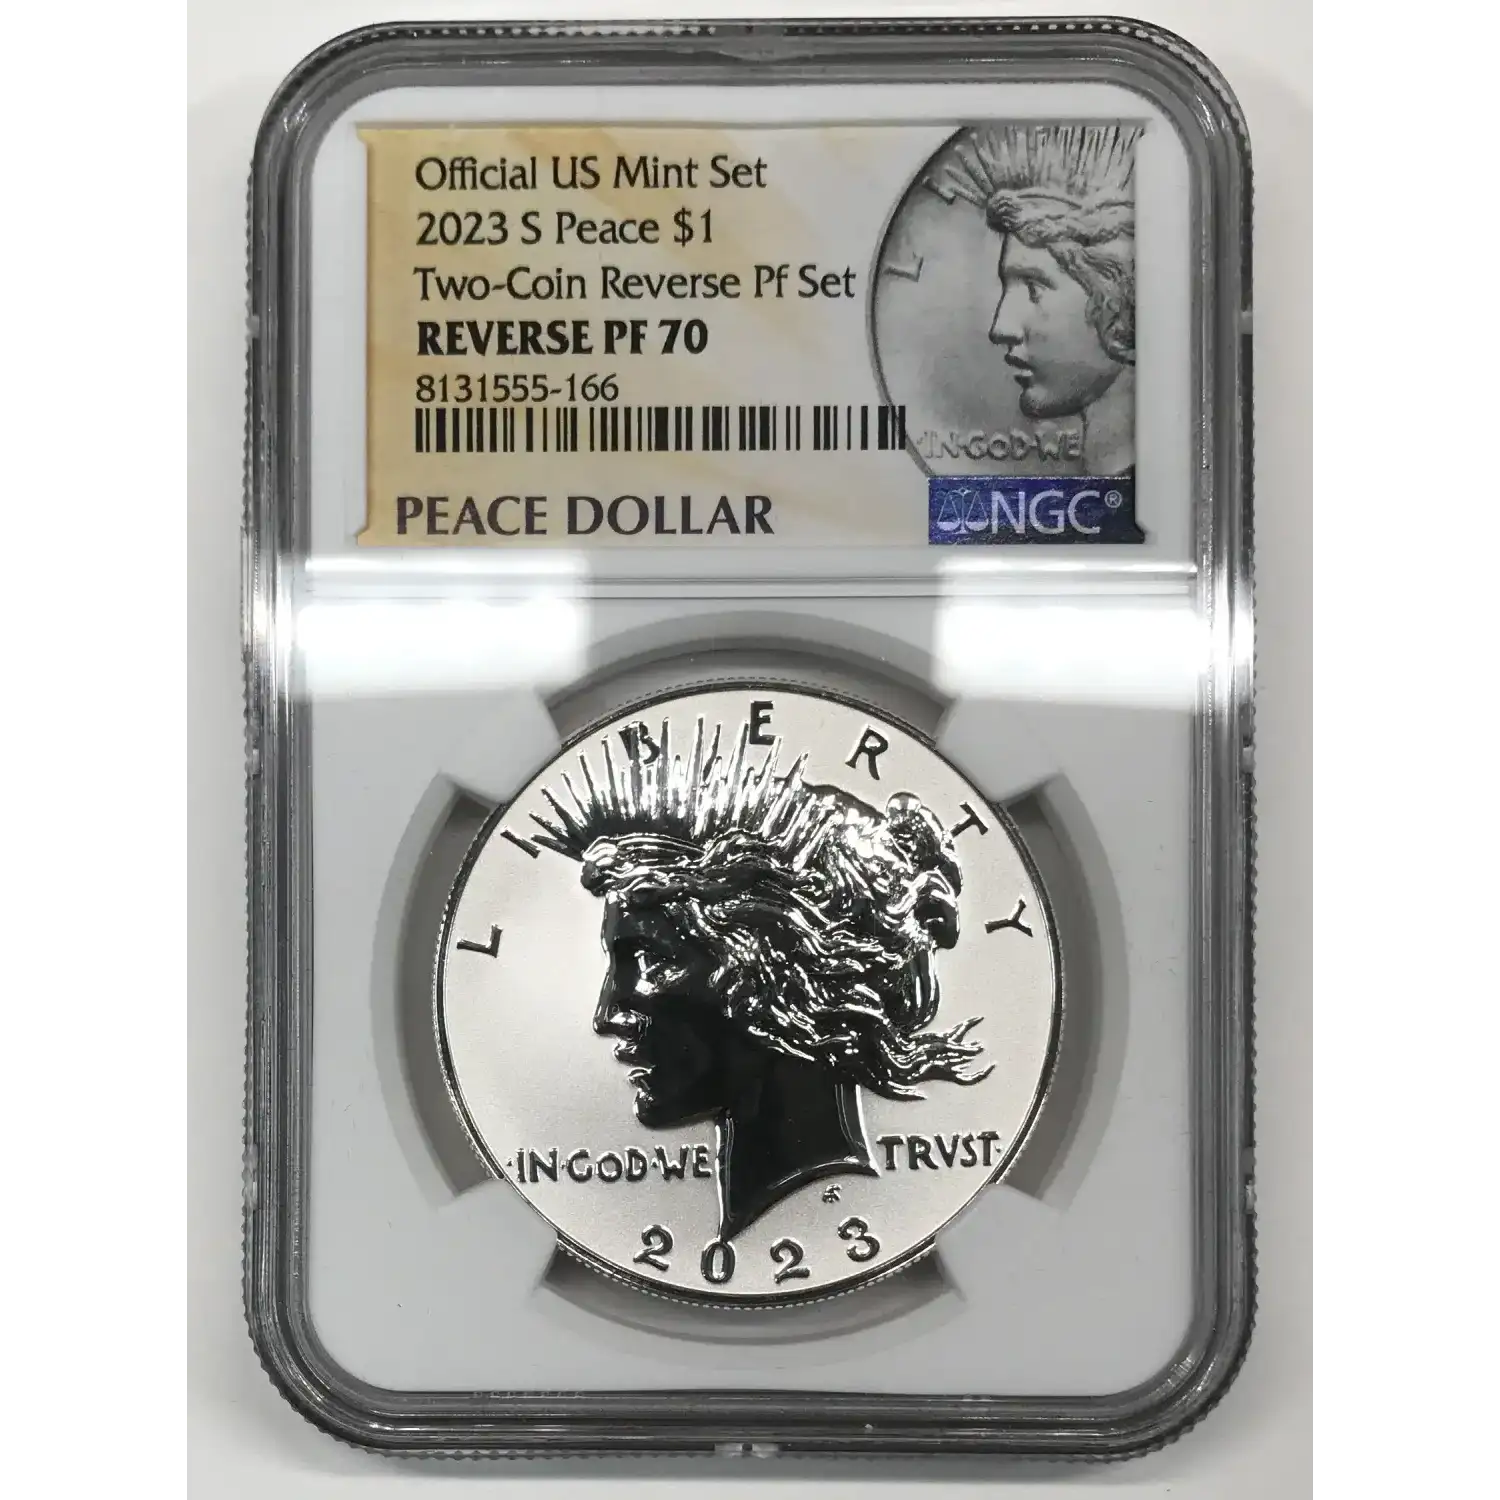 Official US Mint Set
2023 S Peace $1
Two-Coin Reverse Pf Set
REVERSE PF 70
8131555-166
L
IN·GOD·WE
PEACE DOLLAR
NGC®
LIBERTY
·IN·GOD·WE TRVST·
2023